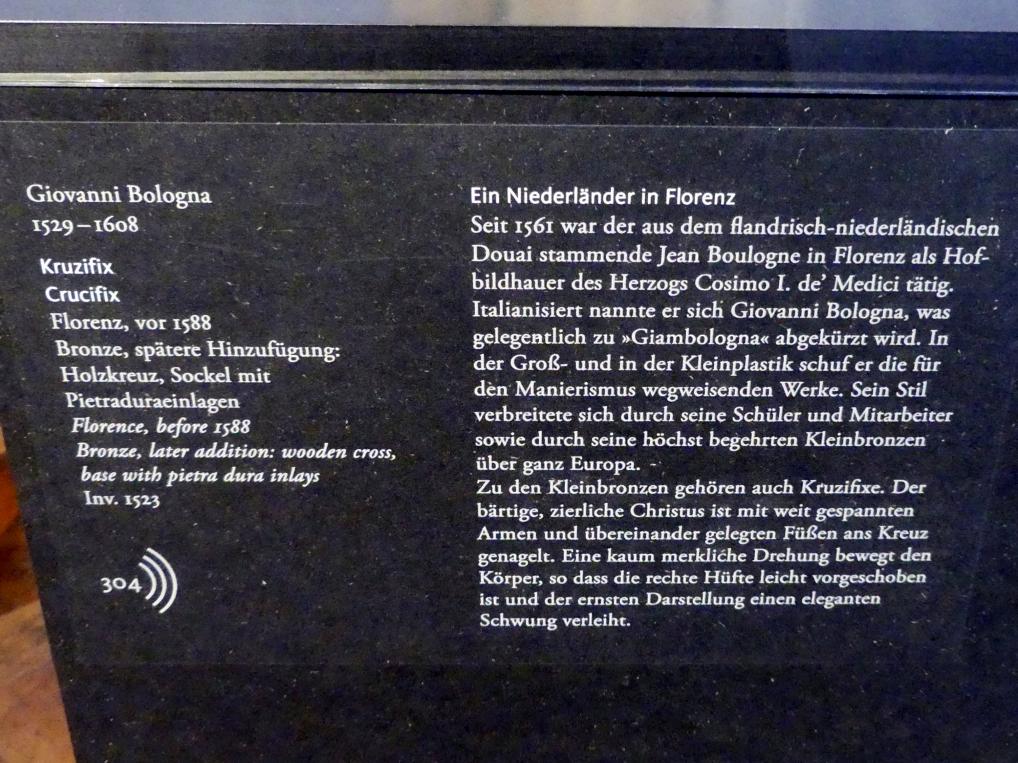 Giovanni Bologna
1529–1608
Kruzifix
Crucifix
Florenz, vor 1588
Bronze, spätere Hinzufügung:
Holzkreuz, Sockel mit
Pietraduraeinlagen
Florence, before 1588
Bronze, later addition: wooden cross,
base with pietra dura inlays
Inv. 1523
304
Ein Niederländer in Florenz
Seit 1561 war der aus dem flandrisch-niederländischen
Douai stammende Jean Boulogne in Florenz als Hof-
bildhauer des Herzogs Cosimo I. de’ Medici tätig.
Italianisiert nannte er sich Giovanni Bologna, was
gelegentlich zu »Giambologna« abgekürzt wird. In
der Groß- und in der Kleinplastik schuf er die für
den Manierismus wegweisenden Werke. Sein Stil
verbreitete sich durch seine Schüler und Mitarbeiter
sowie durch seine höchst begehrten Kleinbronzen
über ganz Europa.
Zu den Kleinbronzen gehören auch Kruzifixe. Der
bärtige, zierliche Christus ist mit weit gespannten
Armen und übereinander gelegten Füßen ans Kreuz
genagelt. Eine kaum merkliche Drehung bewegt den
Körper, so dass die rechte Hüfte leicht vorgeschoben
ist und der ernsten Darstellung einen eleganten
Schwung verleiht.